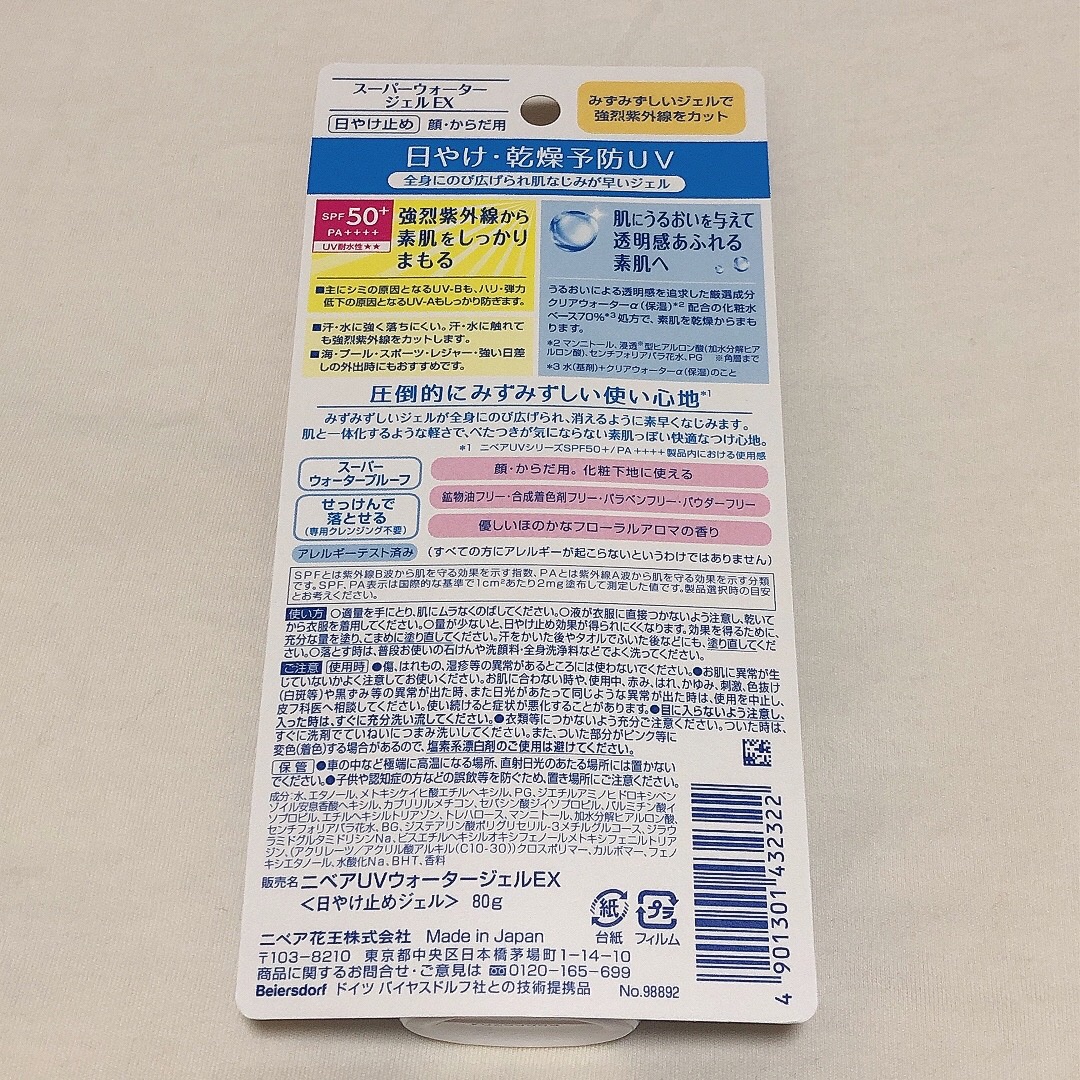 スーパーウォーター
ジェルEX
日やけ止め 顔・からだ用
みずみずしいジェルで
強烈紫外線をカット
日やけ・乾燥予防UV
全身にのび広げられ肌なじみが早いジェル
SPF50+
PA++++
UV耐水性★★
強烈紫外線から
素肌をしっかり
まもる
■主にシミの原因となるUV-Bも、ハリ・弾力
低下の原因となるUV-Aもしっかり防ぎます。
■汗・水に強く落ちにくい。汗・水に触れて
も強烈紫外線をカットします。
■海・プール・スポーツ・レジャー・強い日差
しの外出時にもおすすめです。
肌にうるおいを与えて
透明感あふれる
素肌へ
うるおいによる透明感を追求した厳選成分
クリアウォーターα(保湿)*2 配合の化粧水
ベース70%*3処方で、素肌を乾燥からまも
ります。
*2 マンニトール、浸透※型ヒアルロン酸(加水分解ヒア
ルロン酸)、センチフォリアバラ花水、PG ※角層まで
*3 水(基剤)+クリアウォーターα(保湿)のこと
圧倒的にみずみずしい使い心地*1
みずみずしいジェルが全身にのび広げられ、消えるように素早くなじみます。
肌と一体化するような軽さで、べたつきが気にならない素肌っぽい快適なつけ心地。
*1 ニベアUVシリーズSPF50+/PA++++製品内における使用感
スーパー
ウォータープルーフ
せっけんで
落とせる
(専用クレンジング不要)
顔・からだ用。化粧下地に使える
鉱物油フリー・合成着色剤フリー・パラベンフリー・パウダーフリー
優しいほのかなフローラルアロマの香り
アレルギーテスト済み (すべての方にアレルギーが起こらないというわけではありません)
SPFとは紫外線B波から肌を守る効果を示す指数、PAとは紫外線A波から肌を守る効果を示す分類
です。SPF、PA表示は国際的な基準で1cm²あたり2mg塗布して測定した値です。製品選択時の目安
とお考えください。
使い方 ○適量を手にとり、肌にムラなくのばしてください。○液が衣服に直接つかないよう注意し、乾いて
から衣服を着用してください。○量が少ないと、日やけ止め効果が得られにくくなります。効果を得るために、
充分な量を塗り、こまめに塗り直してください。汗をかいた後やタオルでふいた後などにも、塗り直してくだ
さい。○落とす時は、普段お使いの石けんや洗顔料・全身洗浄料などでよく洗ってください。
ご注意 使用時 ●傷、はれもの、湿疹等の異常があるところには使わないでください。●お肌に異常が生
じていないかよく注意してお使いください。お肌に合わない時や、使用中、赤み、はれ、かゆみ、刺激、色抜け
(白斑等)や黒ずみ等の異常が出た時、また日光があたって同じような異常が出た時は、使用を中止し、
皮フ科医へ相談してください。使い続けると症状が悪化することがあります。●目に入らないよう注意し、
入った時は、すぐに充分洗い流してください。●衣類等につかないよう充分ご注意ください。ついた時は、
すぐに洗剤でていねいにつまみ洗いしてください。また、ついた部分がピンク等に
変色(着色)する場合があるので、塩素系漂白剤のご使用は避けてください。
保管 ●車の中など極端に高温になる場所、直射日光のあたる場所には置かない
でください。●子供や認知症の方などの誤飲等を防ぐため、置き場所にご注意ください。
成分:水、エタノール、メトキシケイヒ酸エチルヘキシル、PG、ジエチルアミノヒドロキシベン
ゾイル安息香酸ヘキシル、カプリリルメチコン、セバシン酸ジイソプロピル、パルミチン酸イ
ソプロピル、エチルヘキシルトリアゾン、トレハロース、マンニトール、加水分解ヒアルロン酸、
センチフォリアバラ花水、BG、ジステアリン酸ポリグリセリル-3メチルグルコース、ジラウ
ロイルグルタミン酸リシンNa、ビスエチルヘキシルオキシフェノールメトキシフェニルトリア
ジン、(アクリレーツ/アクリル酸アルキル(C10-30))クロスポリマー、カルボマー、フェノ
キシエタノール、水酸化Na、BHT、香料
販売名 ニベアUVウォータージェルEX
<日やけ止めジェル> 80g
紙
台紙
プラ
フィルム
ニベア花王株式会社 Made in Japan
〒103-8210 東京都中央区日本橋茅場町1-14-10
商品に関するお問合せ・ご意見は 0120-165-699
Beiersdorf ドイツ バイヤスドルフ社との技術提携品 No.98892
4 901301 432322